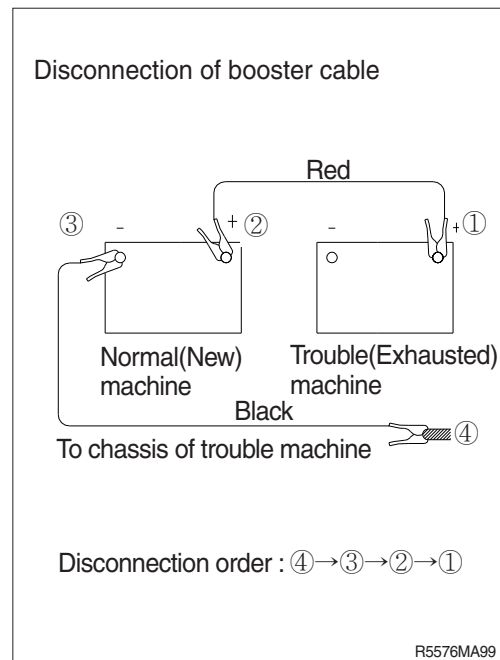 Disconnection of booster cable
Red
③ - + ② - + ①
Normal(New) machine
Trouble(Exhausted) machine
Black
To chassis of trouble machine ④
Disconnection order : ④→③→②→①
R5576MA99